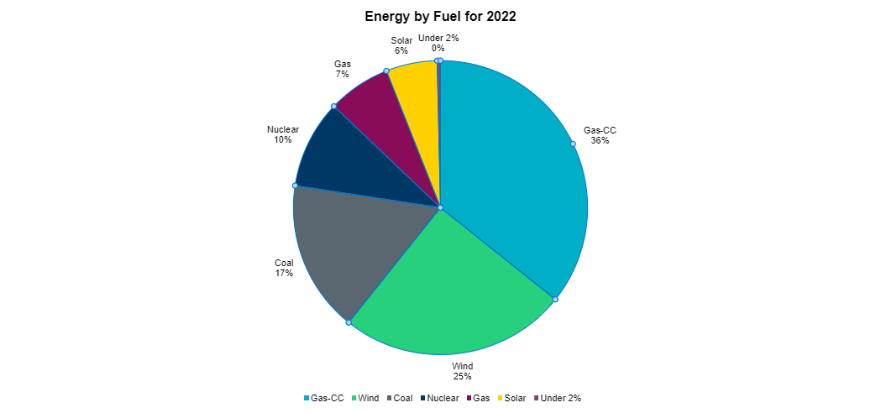 Energy by Fuel for 2022
Under 2%
0%
Solar
6%
Gas
7%
Gas-CC
36%
Nuclear
10%
Coal
17%
Wind
25%
Gas-CC Wind Coal Nuclear Gas Solar Under 2%